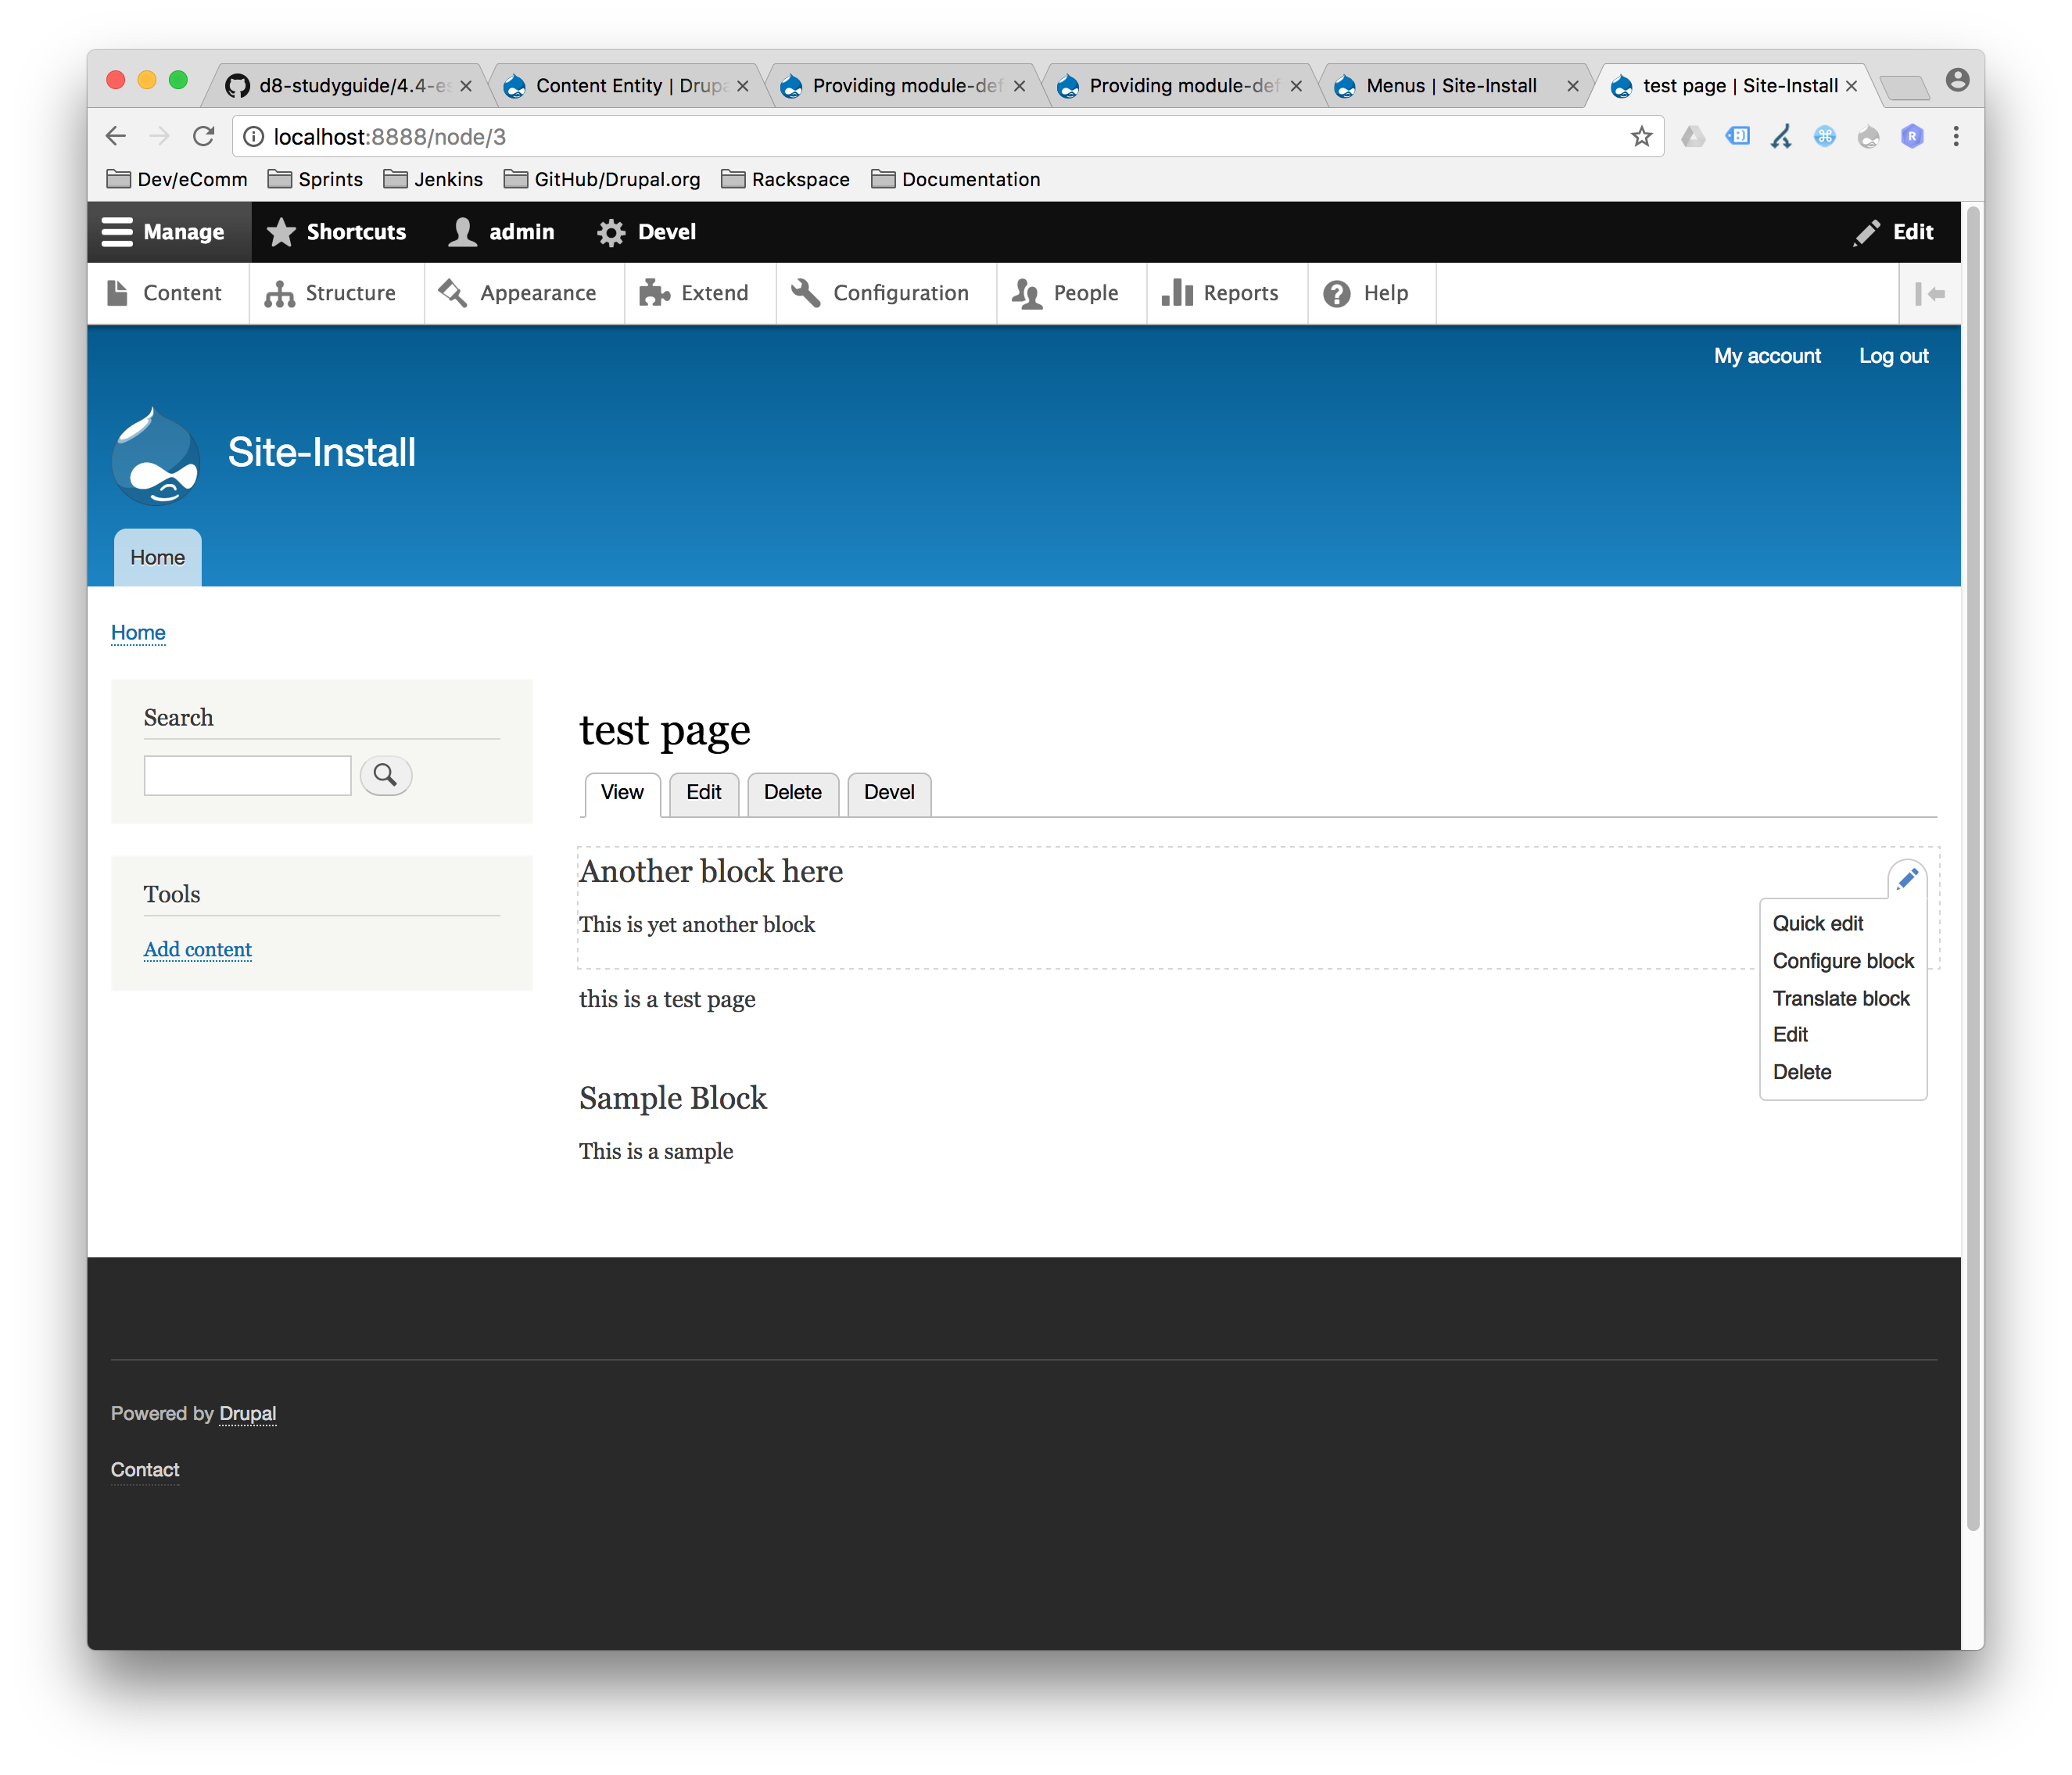 d8-studyguide/4.4-es
Content Entity | Drupa
Providing module-def
Providing module-def
Menus | Site-Install
test page | Site-Install
localhost:8888/node/3
Dev/eComm Sprints Jenkins GitHub/Drupal.org Rackspace Documentation
Manage Shortcuts admin Devel Edit
Content Structure Appearance Extend Configuration People Reports Help
My account Log out
Site-Install
Home
Home
Search
Tools
Add content
test page
View Edit Delete Devel
Another block here
This is yet another block
Quick edit
Configure block
Translate block
Edit
Delete
this is a test page
Sample Block
This is a sample
Powered by Drupal
Contact